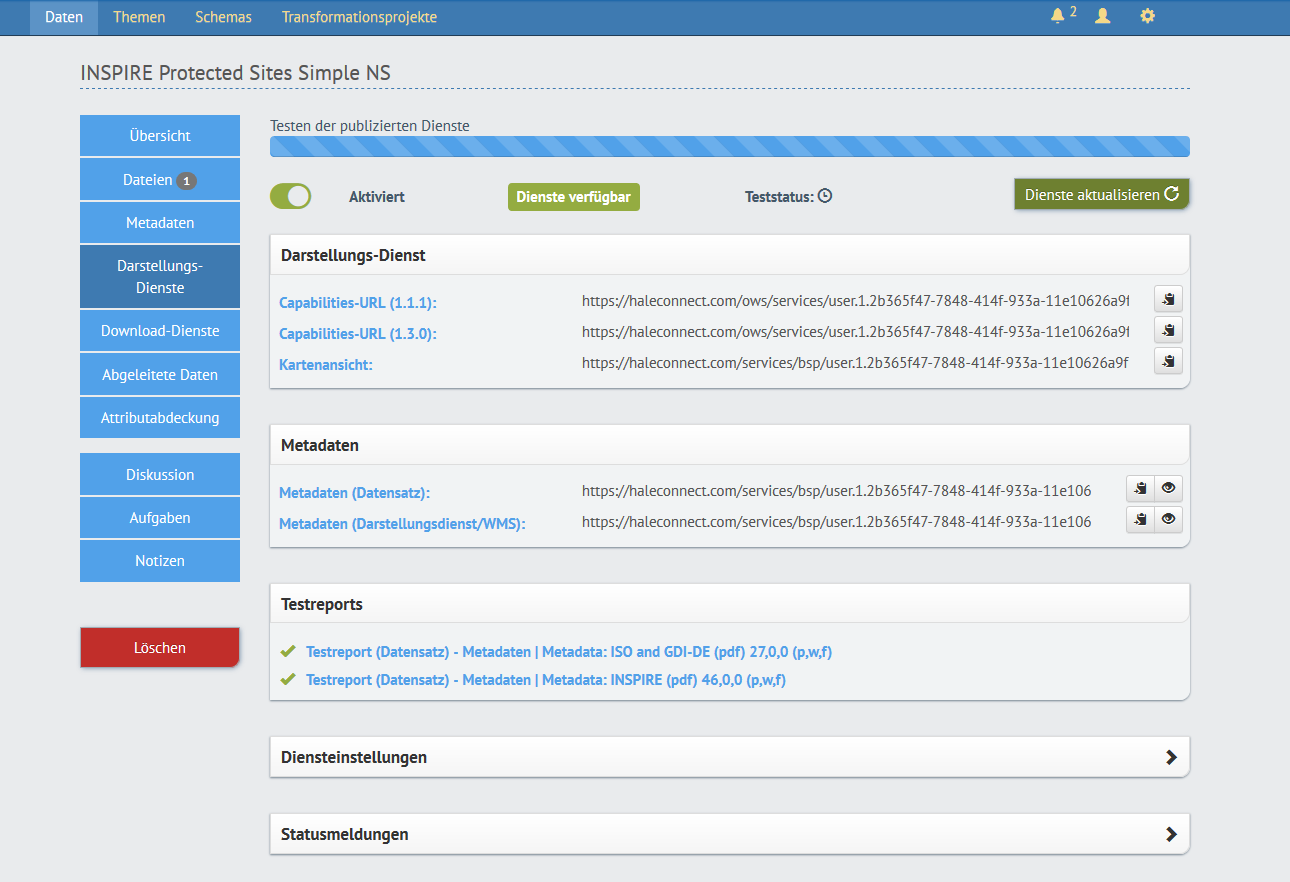 Daten Themen Schemas Transformationsprojekte 2
INSPIRE Protected Sites Simple NS
Übersicht
Dateien 1
Metadaten
Darstellungs-
Dienste
Download-Dienste
Abgeleitete Daten
Attributabdeckung
Diskussion
Aufgaben
Notizen
Löschen
Testen der publizierten Dienste
Aktiviert Dienste verfügbar Teststatus: Dienste aktualisieren
Darstellungs-Dienst
Capabilities-URL (1.1.1): https://haleconnect.com/ows/services/user.1.2b365f47-7848-414f-933a-11e10626a9f
Capabilities-URL (1.3.0): https://haleconnect.com/ows/services/user.1.2b365f47-7848-414f-933a-11e10626a9f
Kartenansicht: https://haleconnect.com/services/bsp/user.1.2b365f47-7848-414f-933a-11e10626a9f
Metadaten
Metadaten (Datensatz): https://haleconnect.com/services/bsp/user.1.2b365f47-7848-414f-933a-11e106
Metadaten (Darstellungsdienst/WMS): https://haleconnect.com/services/bsp/user.1.2b365f47-7848-414f-933a-11e106
Testreports
Testreport (Datensatz) - Metadaten | Metadata: ISO and GDI-DE (pdf) 27,0,0 (p,w,f)
Testreport (Datensatz) - Metadaten | Metadata: INSPIRE (pdf) 46,0,0 (p,w,f)
Diensteinstellungen
Statusmeldungen